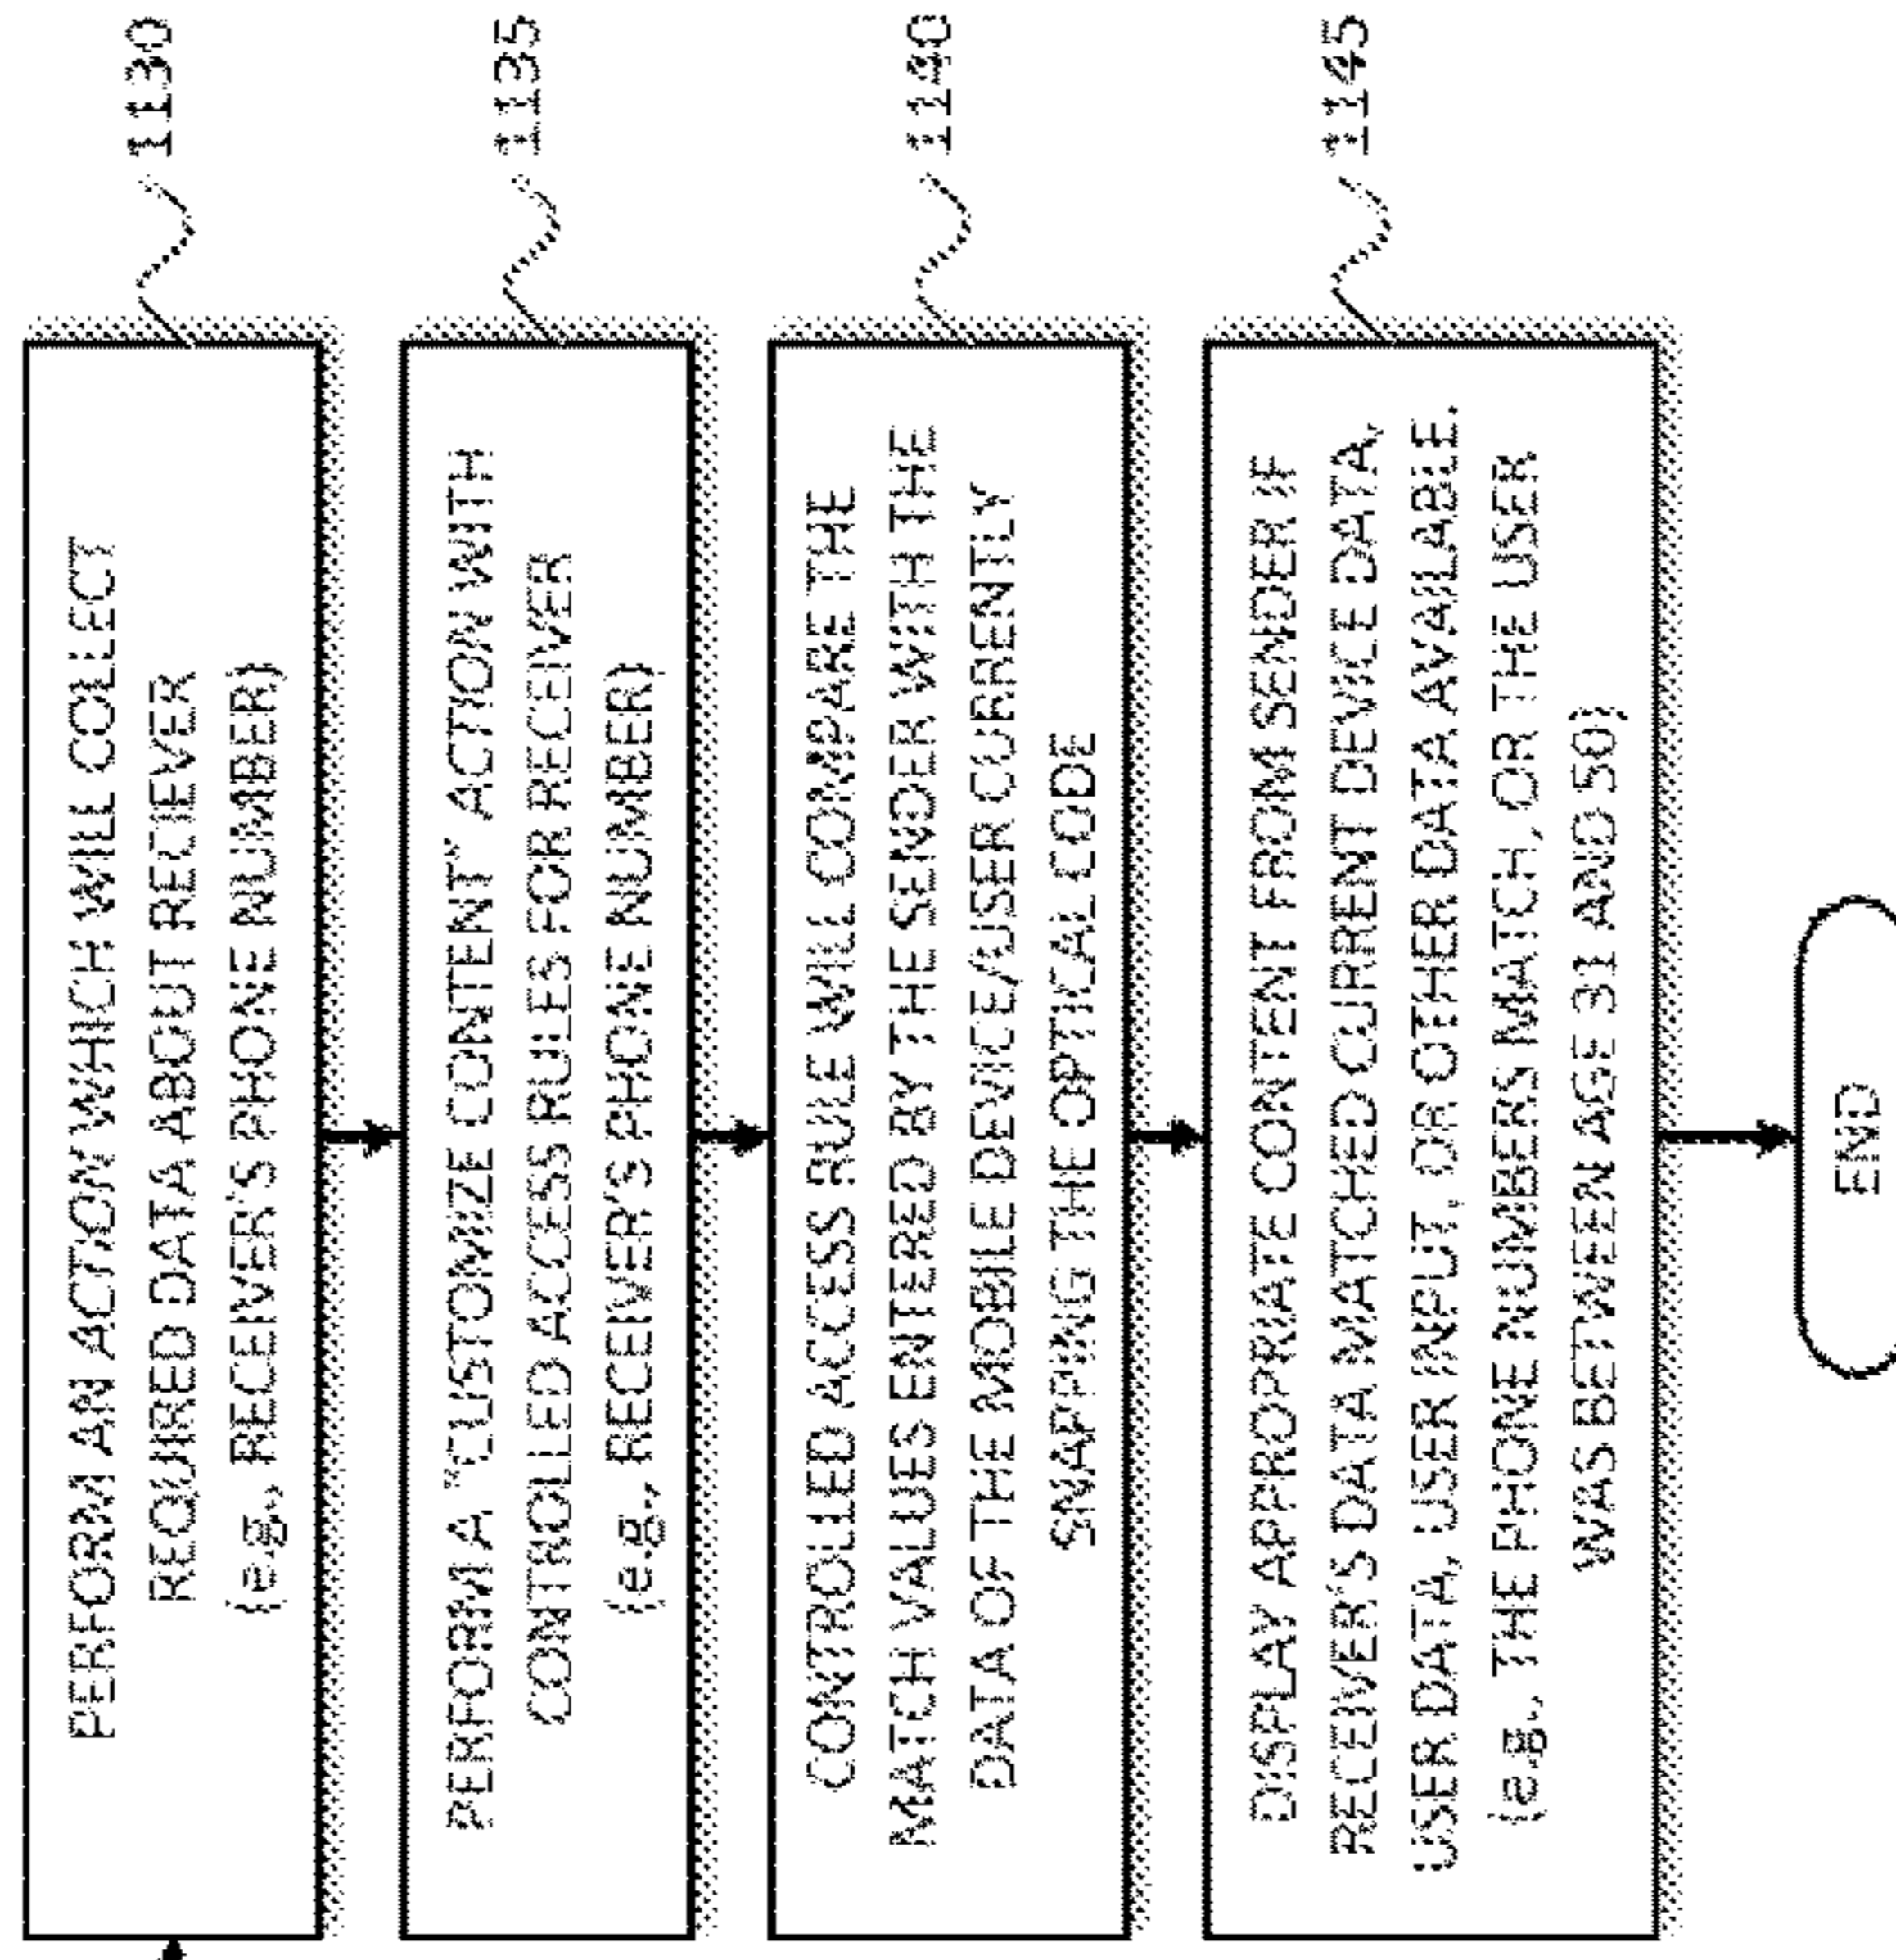 PERFORM AN ACTION WHICH WILL COLLECT
REQUIRED DATA ABOUT RECIEVER
(e.g., RECEIVER'S PHONE NUMBER)
1130
PERFORM A "CUSTOMIZE CONTENT" ACTION WITH
CONTROLLED ACCESS RULES FOR RECEIVER
(e.g., RECEIVER'S PHONE NUMBER)
1135
CONTROLLED ACCESS RULE WILL COMPARE THE
MATCH VALUES ENTERED BY THE SENDER WITH THE
DATA OF THE MOBILE DEVICE/USER CURRENTLY
SNAPPING THE OPTICAL CODE
1140
DISPLAY APPROPRIATE CONTENT FROM SENDER IF
RECEIVER'S DATA MATCHED CURRENT DEVICE DATA,
USER DATA, USER INPUT, OR OTHER DATA AVAILABLE.
(e.g. THE PHONE NUMBERS MATCH, OR THE USER
WAS BETWEEN AGE 31 AND 50)
1145
END